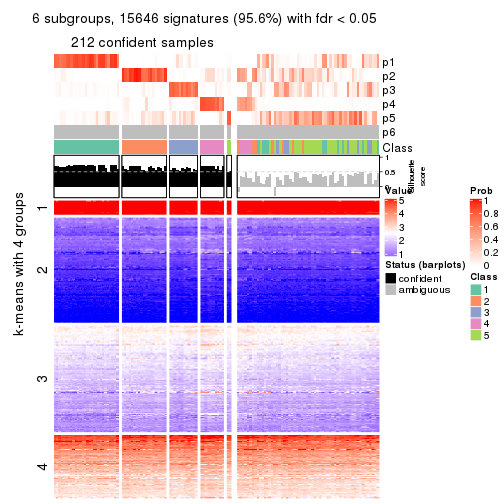 6 subgroups, 15646 signatures (95.6%) with fdr < 0.05
212 confident samples
p1
p2
p3
p4
p5
p6
Class
1
0.5
0
Silhouette
score
k-means with 4 groups
1
2
3
4
Value
5
4
3
2
1
Status (barplots)
confident
ambiguous
Prob
1
0.8
0.6
0.4
0.2
0
Class
1
2
3
4
5